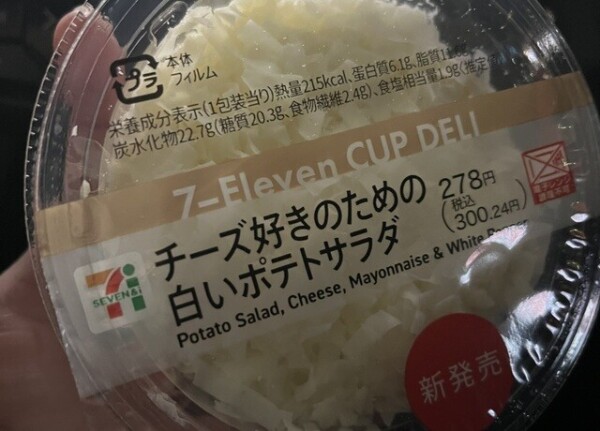 プラ
本体
フィルム
栄養成分表示(1包装当り)熱量215kcal、蛋白質6.1g、脂質
炭水化物22.7g(糖質20.3g、食物繊維2.4g)、食塩相当量1.9g(推定
7-Eleven CUP DELI
チーズ好きのための
白いポテトサラダ
278円
(税込
300.24円)
Potato Salad, Cheese, Mayonnaise & White
SEVEN&i
新発売